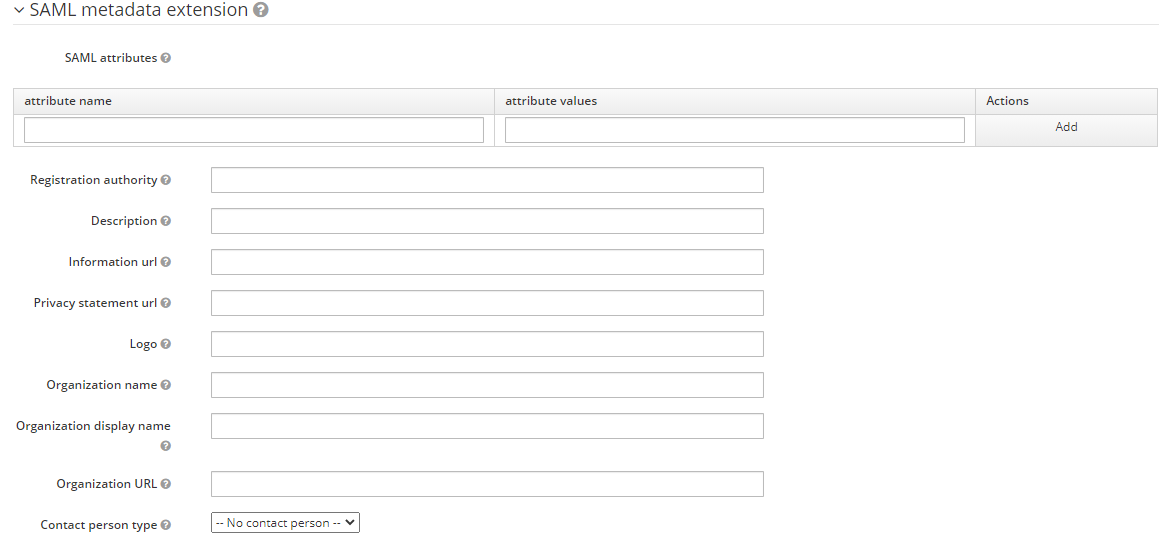 SAML metadata extension
SAML attributes
attribute name attribute values Actions
Add
Registration authority
Description
Information url
Privacy statement url
Logo
Organization name
Organization display name
Organization URL
Contact person type -- No contact person --